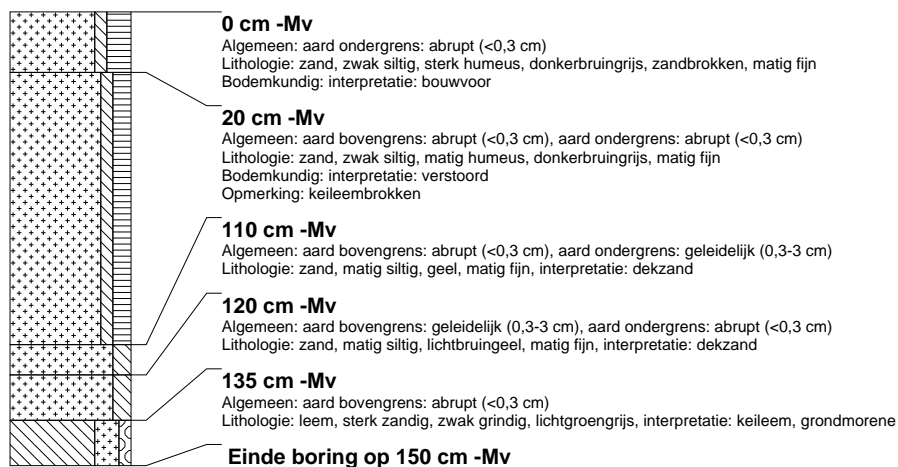 0 cm -Mv
Algemeen: aard ondergrens: abrupt (<0,3 cm)
Lithologie: zand, zwak siltig, sterk humeus, donkerbruingrijs, zandbrokken, matig fijn
Bodemkundig: interpretatie: bouwvoor
20 cm -Mv
Algemeen: aard bovengrens: abrupt (<0,3 cm), aard ondergrens: abrupt (<0,3 cm)
Lithologie: zand, zwak siltig, matig humeus, donkerbruingrijs, matig fijn
Bodemkundig: interpretatie: verstoord
Opmerking: keileembrokken
110 cm -Mv
Algemeen: aard bovengrens: abrupt (<0,3 cm), aard ondergrens: geleidelijk (0,3-3 cm)
Lithologie: zand, matig siltig, geel, matig fijn, interpretatie: dekzand
120 cm -Mv
Algemeen: aard bovengrens: geleidelijk (0,3-3 cm), aard ondergrens: abrupt (<0,3 cm)
Lithologie: zand, matig siltig, lichtbruingeel, matig fijn, interpretatie: dekzand
135 cm -Mv
Algemeen: aard bovengrens: abrupt (<0,3 cm)
Lithologie: leem, sterk zandig, zwak grindig, lichtgroengrijs, interpretatie: keileem, grondmorene
Einde boring op 150 cm -Mv